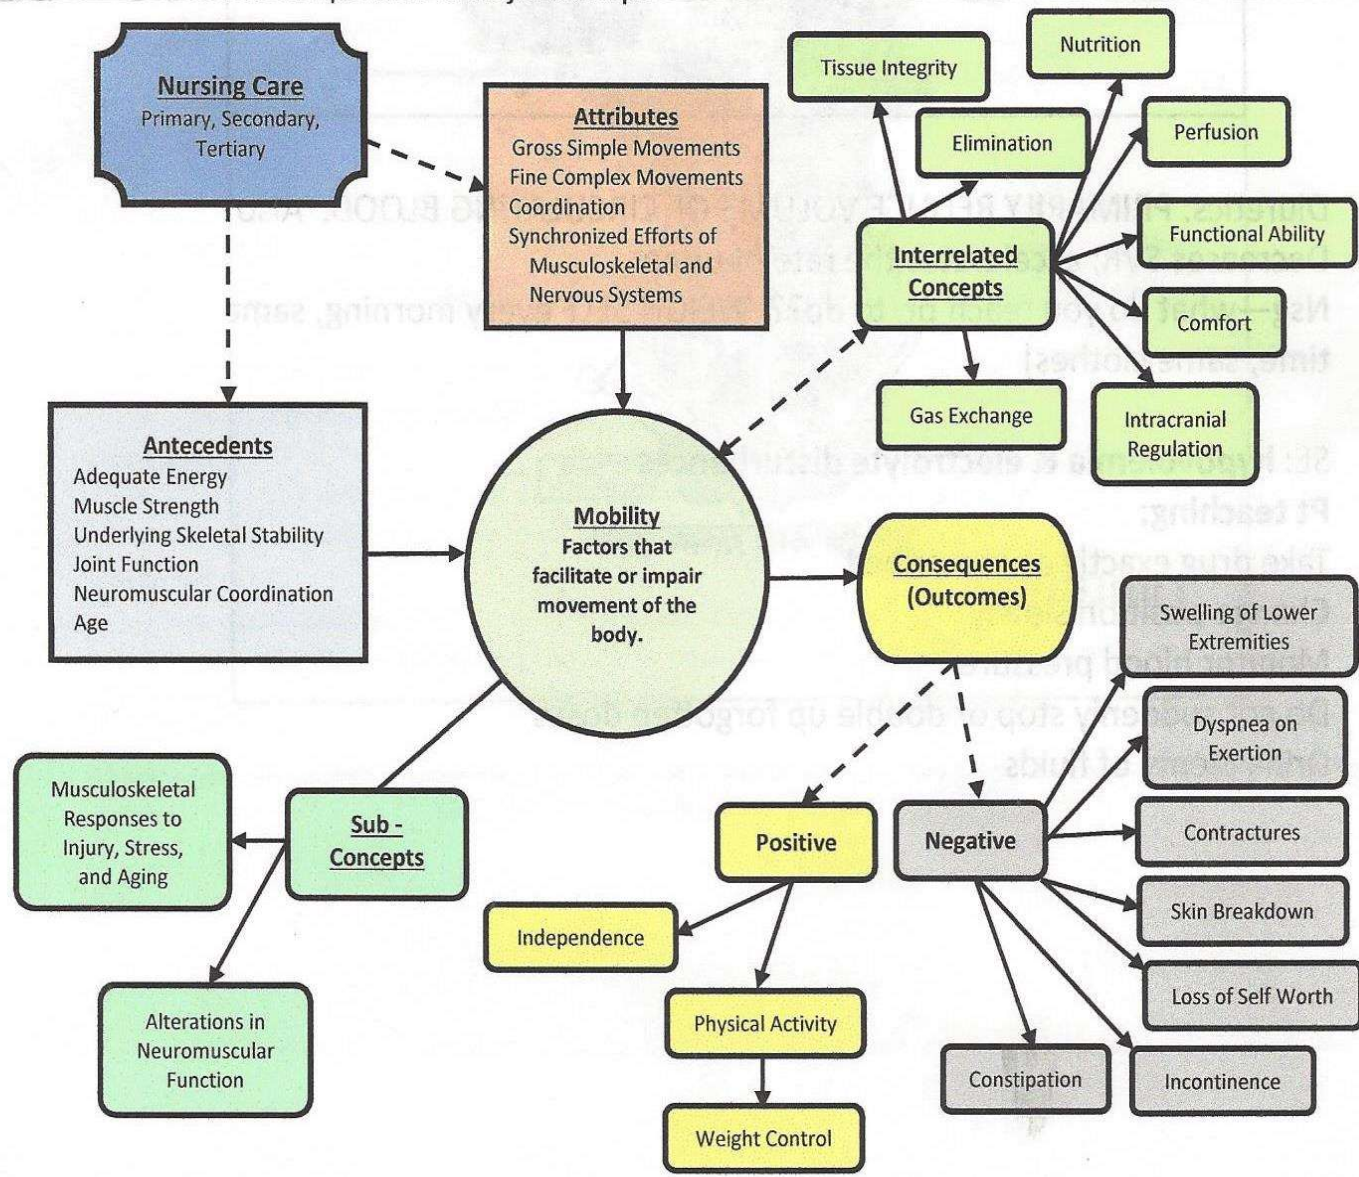 Nursing Care
Primary, Secondary,
Tertiary
Attributes
Gross Simple Movements
Fine Complex Movements
Coordination
Synchronized Efforts of
Musculoskeletal and
Nervous Systems
Tissue Integrity
Nutrition
Elimination
Perfusion
Interrelated
Concepts
Functional Ability
Comfort
Gas Exchange
Intracranial
Regulation
Antecedents
Adequate Energy
Muscle Strength
Underlying Skeletal Stability
Joint Function
Neuromuscular Coordination
Age
Mobility
Factors that
facilitate or impair
movement of the
body.
Consequences
(Outcomes)
Swelling of Lower
Extremities
Dyspnea on
Exertion
Contractures
Skin Breakdown
Loss of Self Worth
Incontinence
Constipation
Negative
Positive
Independence
Physical Activity
Weight Control
Sub -
Concepts
Musculoskeletal
Responses to
Injury, Stress,
and Aging
Alterations in
Neuromuscular
Function